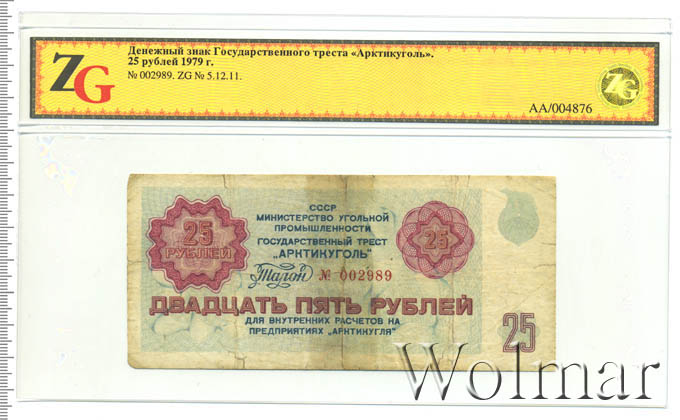 ZG
Денежный знак Государственного треста «Арктикуголь».
25 рублей 1979 г.
№ 002989. ZG № 5.12.11.
ZG
AA/004876
25
РУБЛЕЙ
СССР
МИНИСТЕРСТВО УГОЛЬНОЙ
ПРОМЫШЛЕННОСТИ
ГОСУДАРСТВЕННЫЙ ТРЕСТ
„АРКТИКУГОЛЬ"
Талон № 002989
25
ДВАДЦАТЬ ПЯТЬ РУБЛЕЙ
ДЛЯ ВНУТРЕННИХ РАСЧЕТОВ НА
ПРЕДПРИЯТИЯХ „АРКТИКУГЛЯ"
25
Wolmar